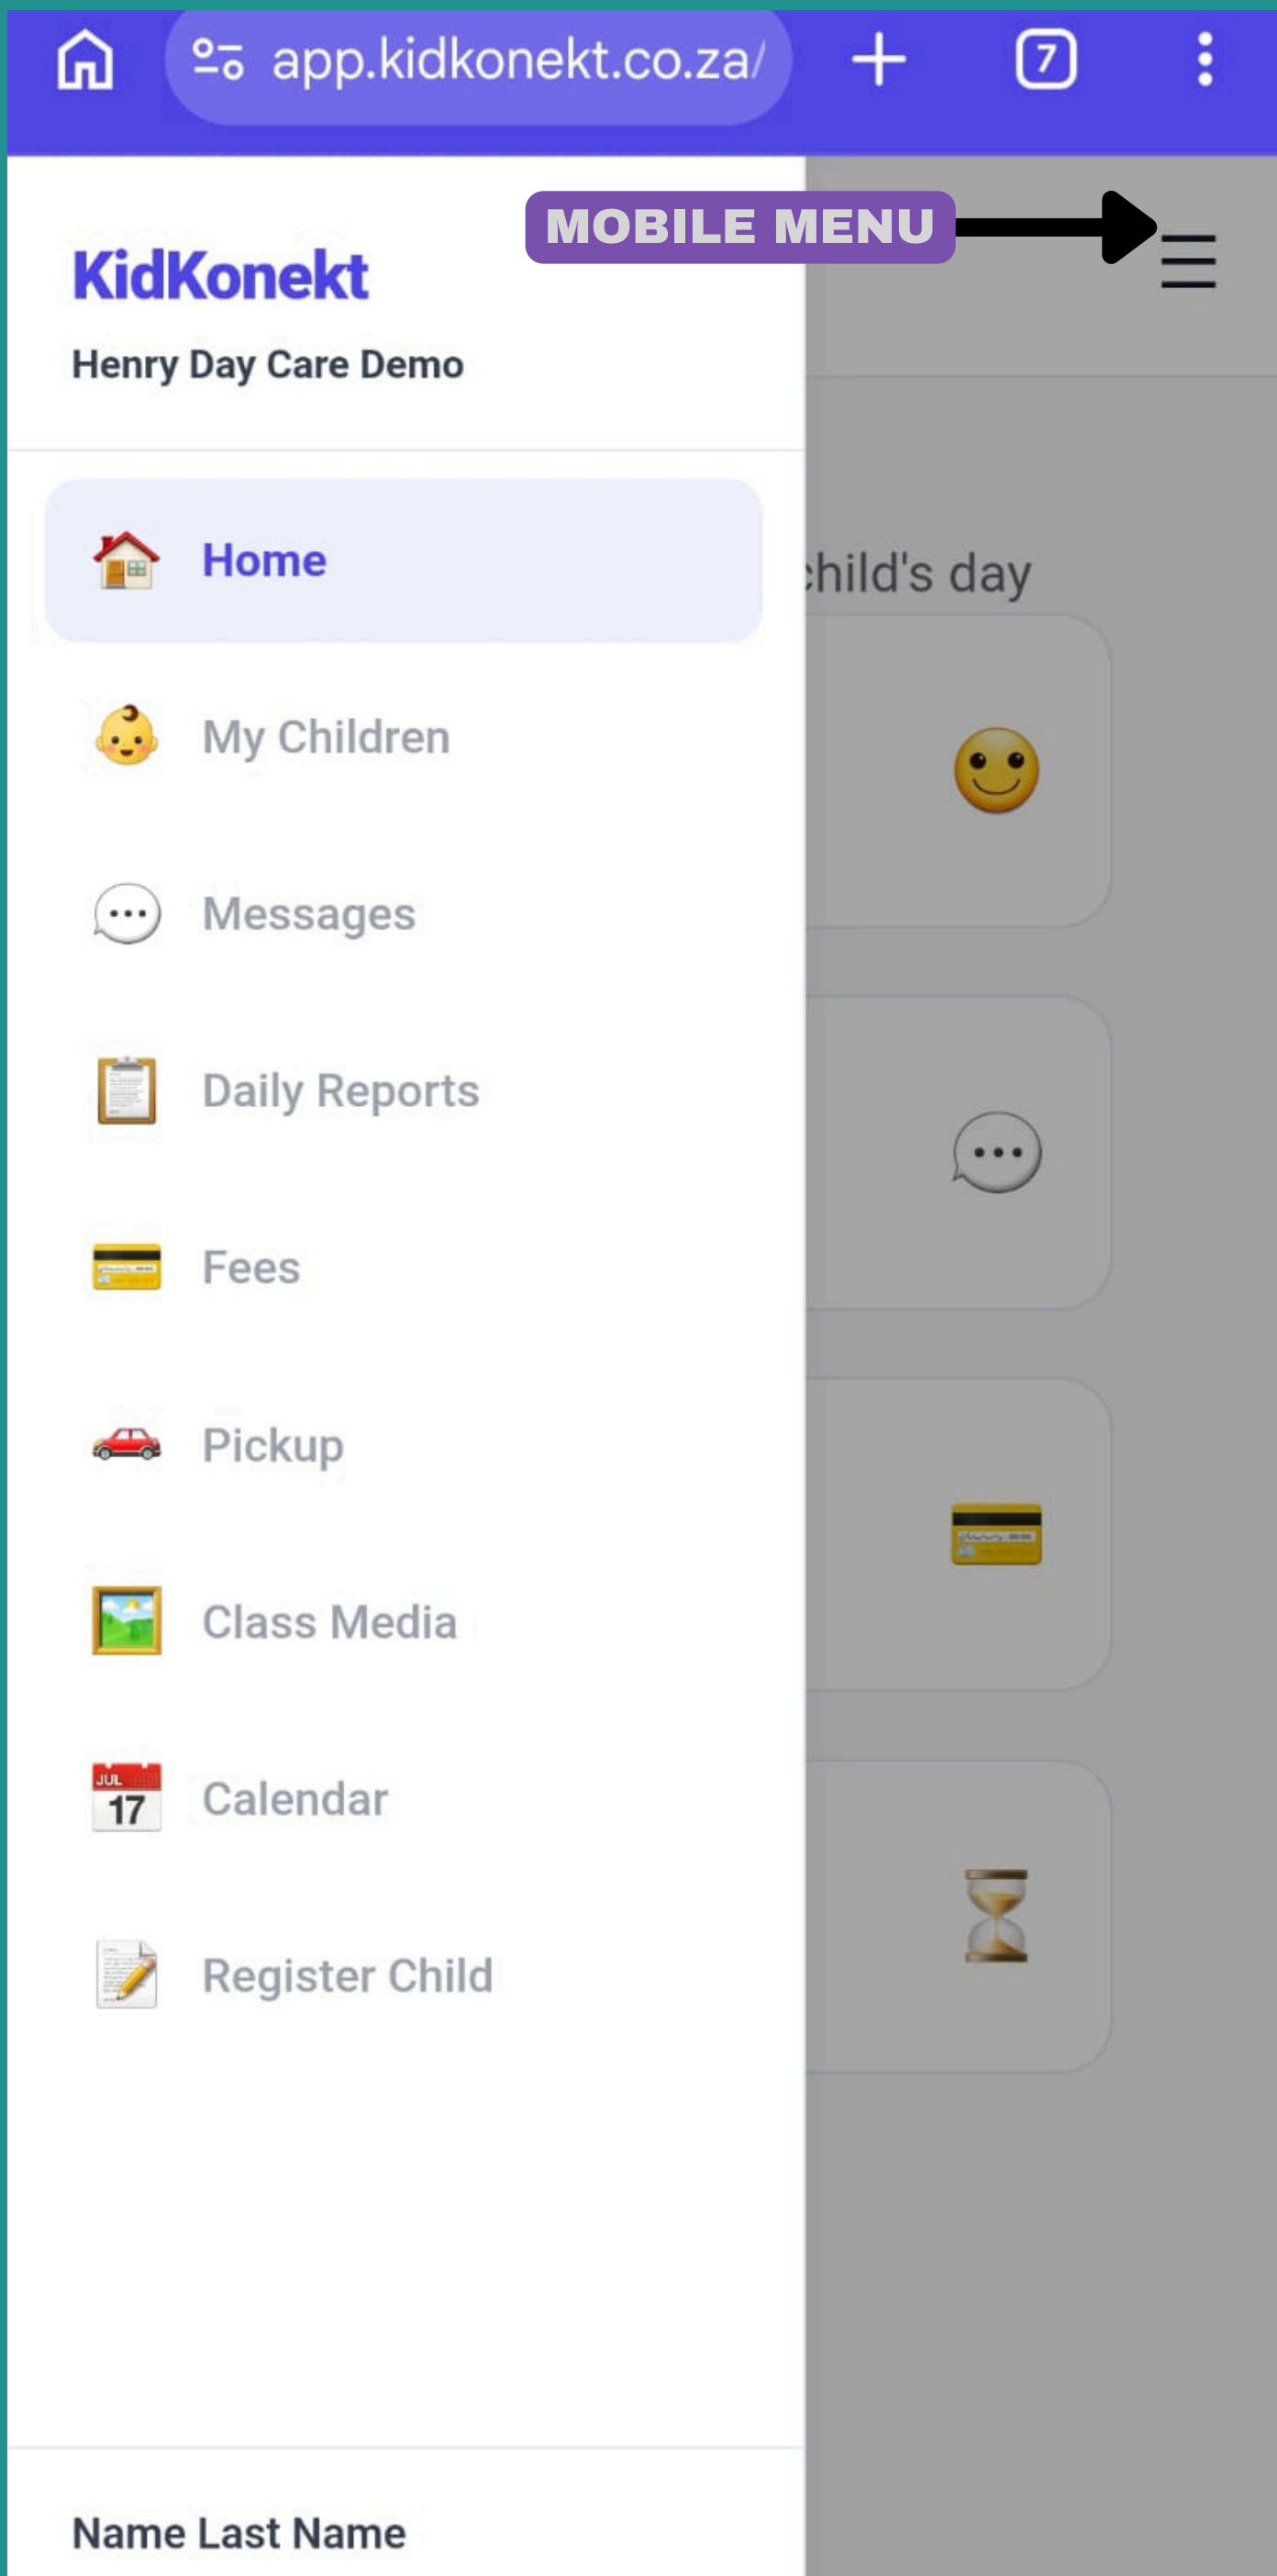 app.kidkonekt.co.za/
7
MOBILE MENU
KidKonekt
Henry Day Care Demo
Home
child's day
My Children
Messages
Daily Reports
Fees
Pickup
Class Media
JUL
17
Calendar
Register Child
Name Last Name